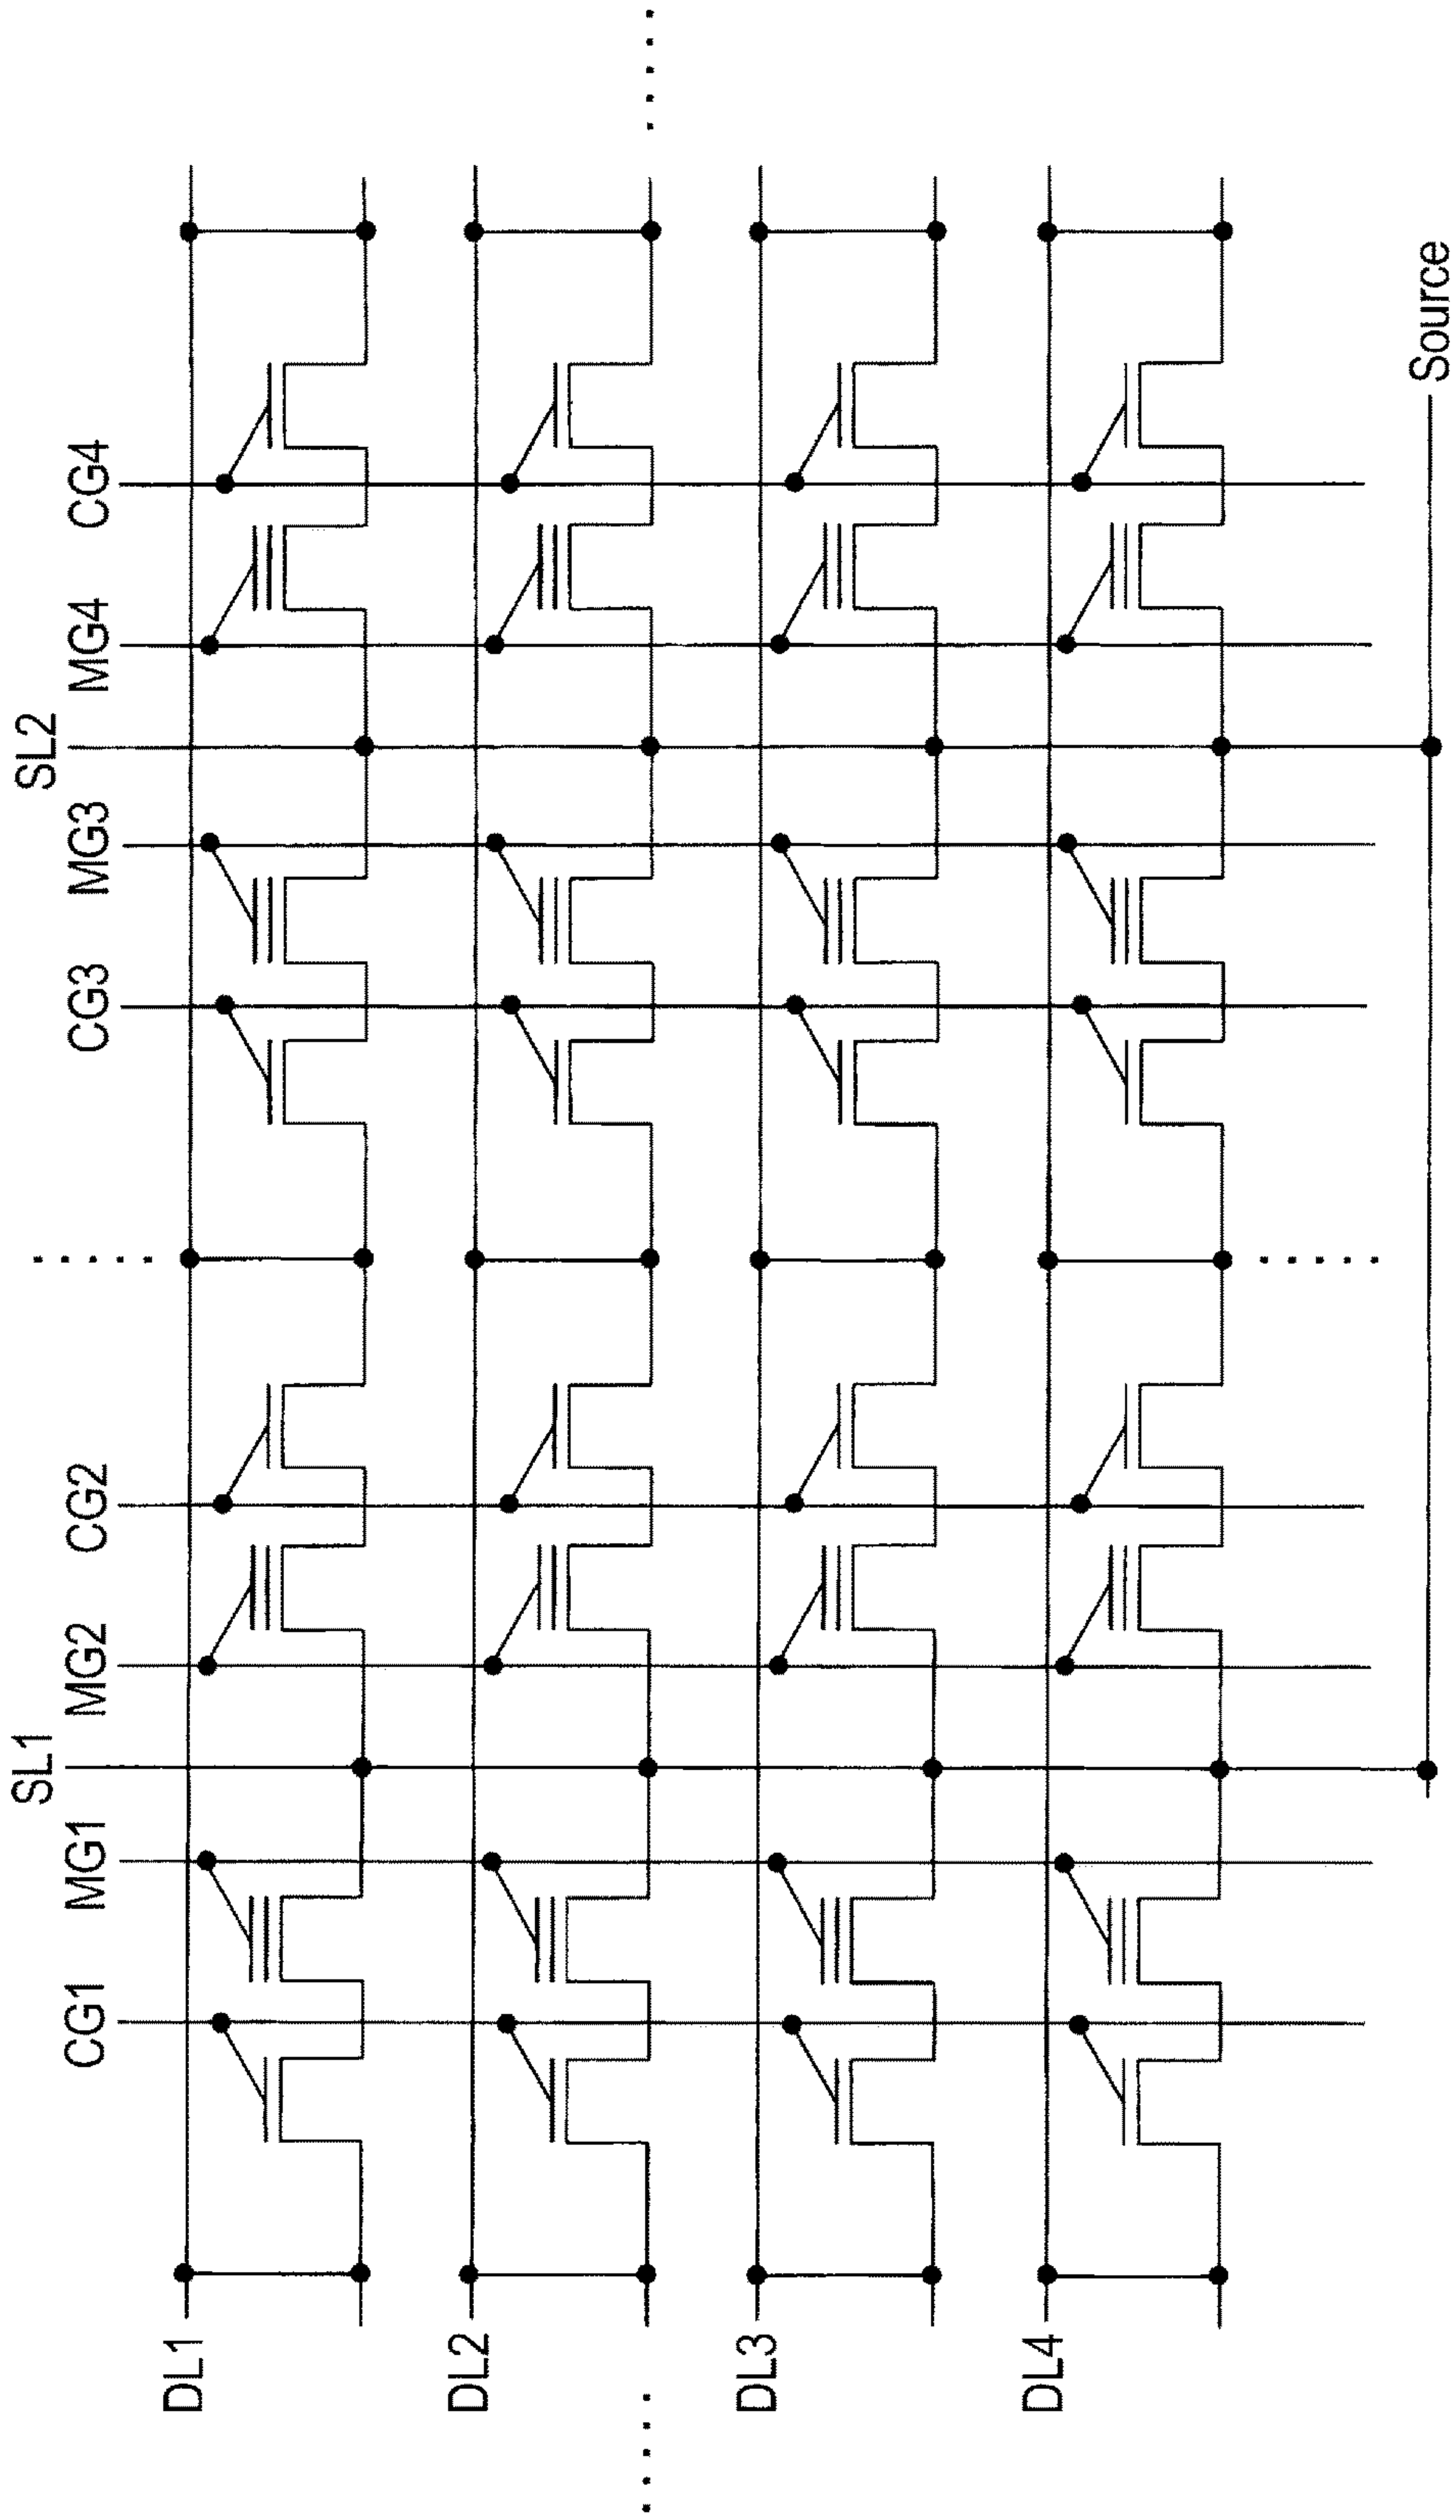 SL1
SL2
CG1
MG1
MG2
CG2
CG3
MG3
MG4
CG4
DL1
DL2
DL3
DL4
Source